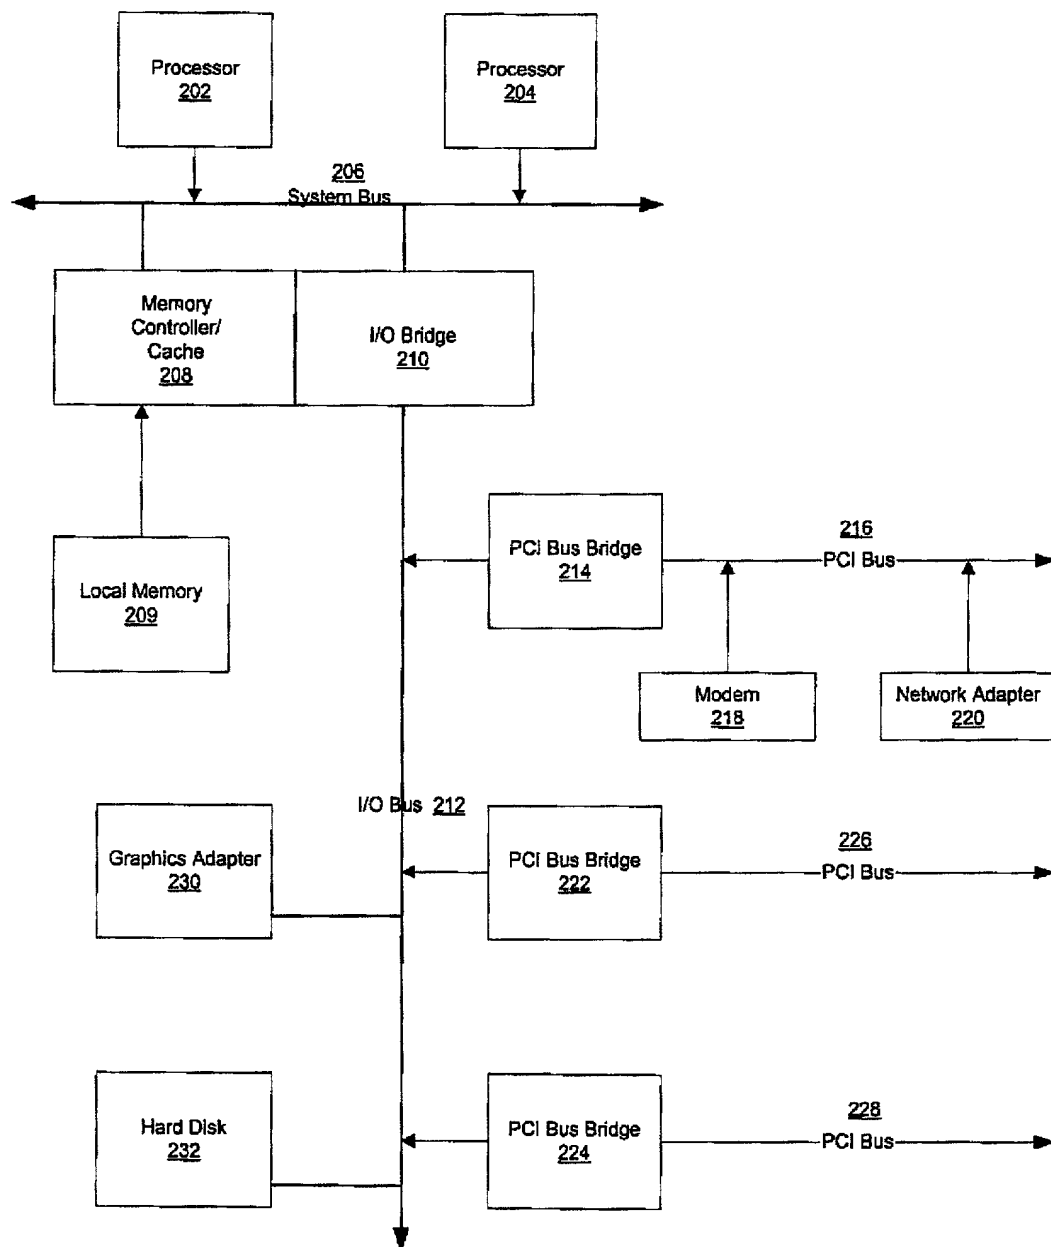 Processor
202
Processor
204
206
System Bus
Memory
Controller/
Cache
208
I/O Bridge
210
PCI Bus Bridge
214
216
PCI Bus
Local Memory
209
Modem
218
Network Adapter
220
I/O Bus 212
Graphics Adapter
230
PCI Bus Bridge
222
226
PCI Bus
Hard Disk
232
PCI Bus Bridge
224
228
PCI Bus